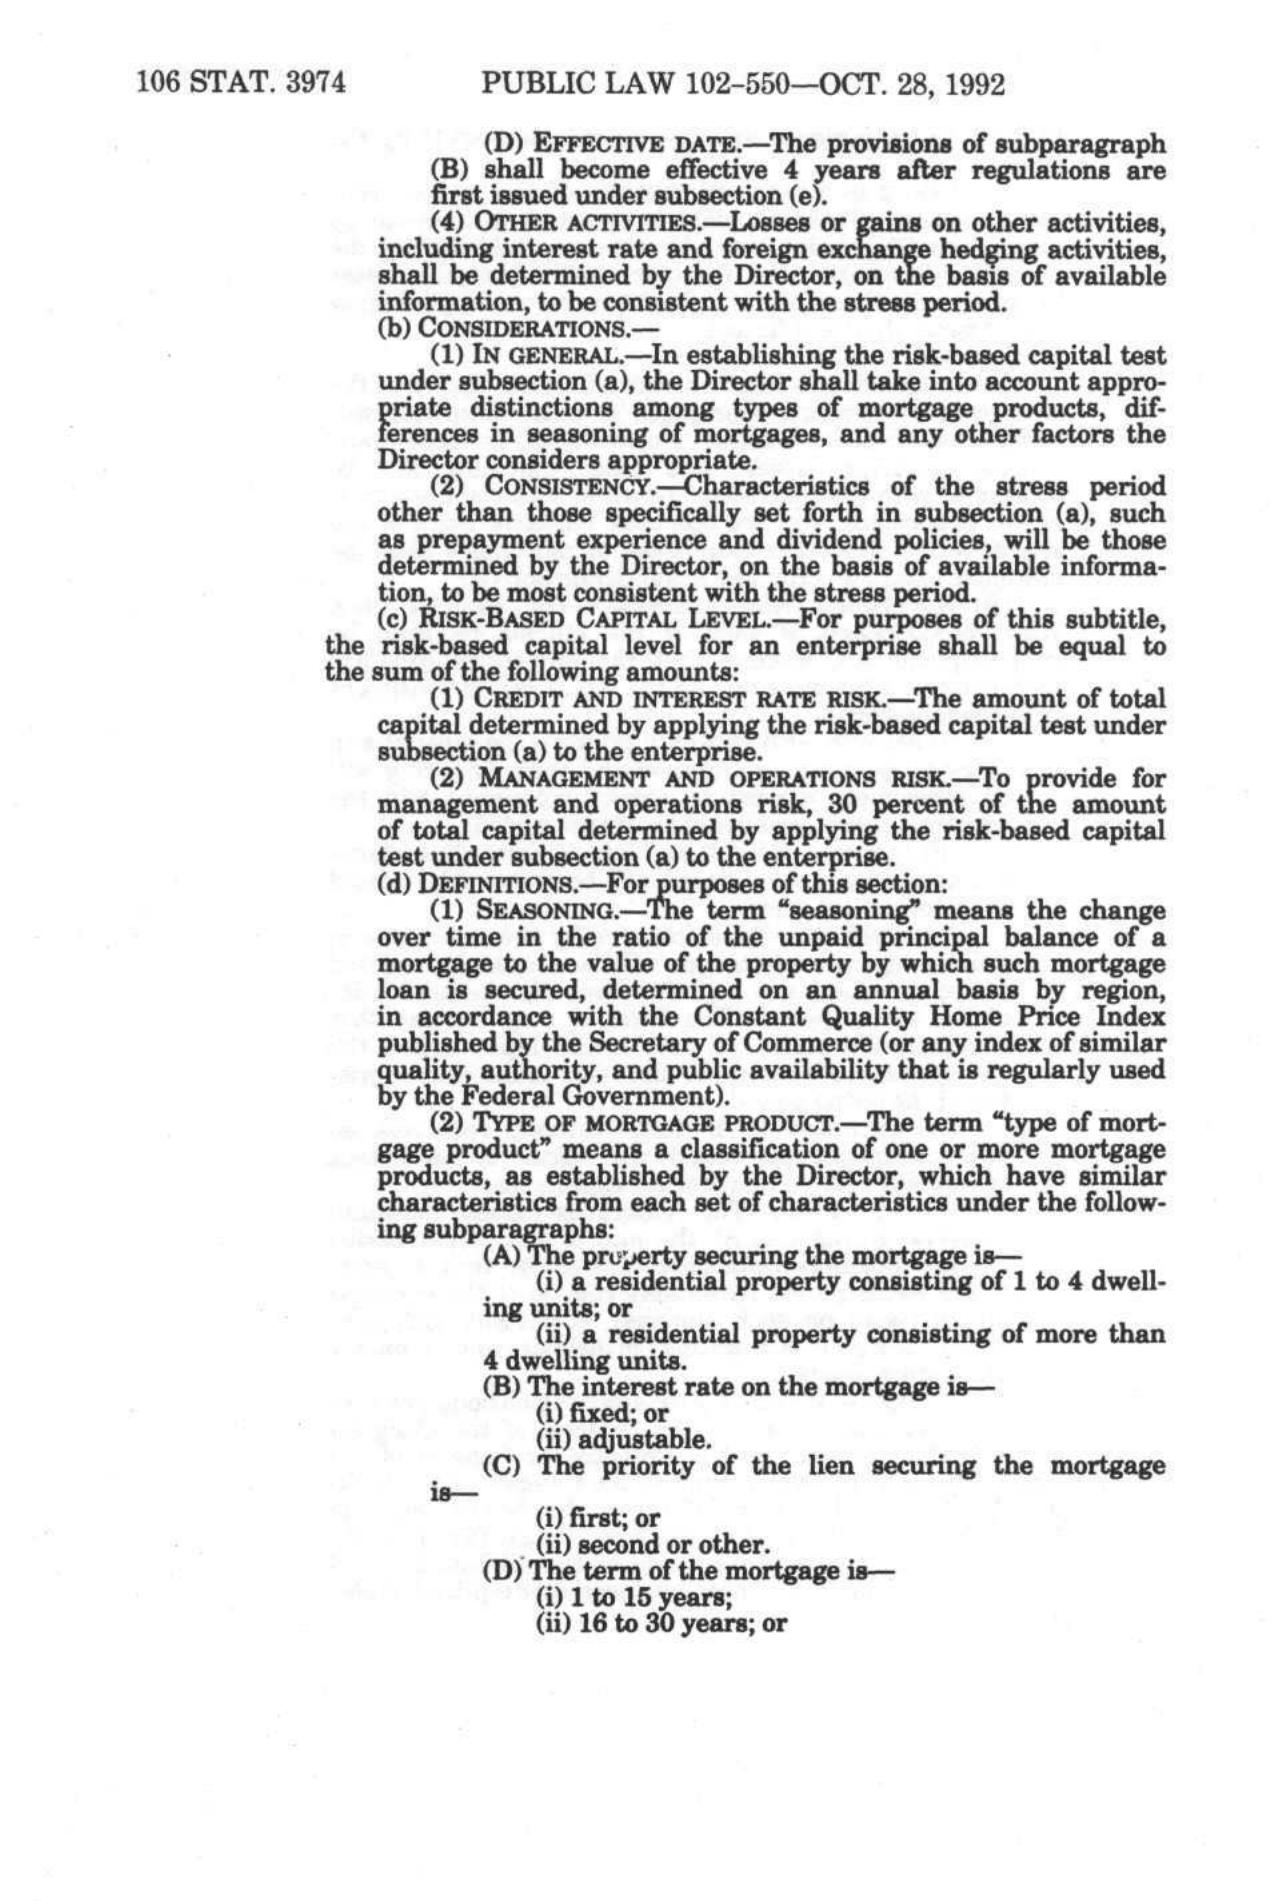 106 STAT. 3974 PUBLIC LAW 102–550—OCT. 28, 1992
(D) EFFECTIVE DATE.—The provisions of subparagraph
(B) shall become effective 4 years after regulations are
first issued under subsection (e).
(4) OTHER ACTIVITIES.—Losses or gains on other activities,
including interest rate and foreign exchange hedging activities,
shall be determined by the Director, on the basis of available
information, to be consistent with the stress period.
(b) CONSIDERATIONS.—
(1) IN GENERAL.—In establishing the risk-based capital test
under subsection (a), the Director shall take into account appro-
priate distinctions among types of mortgage products, dif-
ferences in seasoning of mortgages, and any other factors the
Director considers appropriate.
(2) CONSISTENCY.—Characteristics of the stress period
other than those specifically set forth in subsection (a), such
as prepayment experience and dividend policies, will be those
determined by the Director, on the basis of available informa-
tion, to be most consistent with the stress period.
(c) RISK-BASED CAPITAL LEVEL.—For purposes of this subtitle,
the risk-based capital level for an enterprise shall be equal to
the sum of the following amounts:
(1) CREDIT AND INTEREST RATE RISK.—The amount of total
capital determined by applying the risk-based capital test under
subsection (a) to the enterprise.
(2) MANAGEMENT AND OPERATIONS RISK.—To provide for
management and operations risk, 30 percent of the amount
of total capital determined by applying the risk-based capital
test under subsection (a) to the enterprise.
(d) DEFINITIONS.—For purposes of this section:
(1) SEASONING.—The term “seasoning” means the change
over time in the ratio of the unpaid principal balance of a
mortgage to the value of the property by which such mortgage
loan is secured, determined on an annual basis by region,
in accordance with the Constant Quality Home Price Index
published by the Secretary of Commerce (or any index of similar
quality, authority, and public availability that is regularly used
by the Federal Government).
(2) TYPE OF MORTGAGE PRODUCT.—The term “type of mort-
gage product” means a classification of one or more mortgage
products, as established by the Director, which have similar
characteristics from each set of characteristics under the follow-
ing subparagraphs:
(A) The property securing the mortgage is—
(i) a residential property consisting of 1 to 4 dwell-
ing units; or
(ii) a residential property consisting of more than
4 dwelling units.
(B) The interest rate on the mortgage is—
(i) fixed; or
(ii) adjustable.
(C) The priority of the lien securing the mortgage
is—
(i) first; or
(ii) second or other.
(D) The term of the mortgage is—
(i) 1 to 15 years;
(ii) 16 to 30 years; or